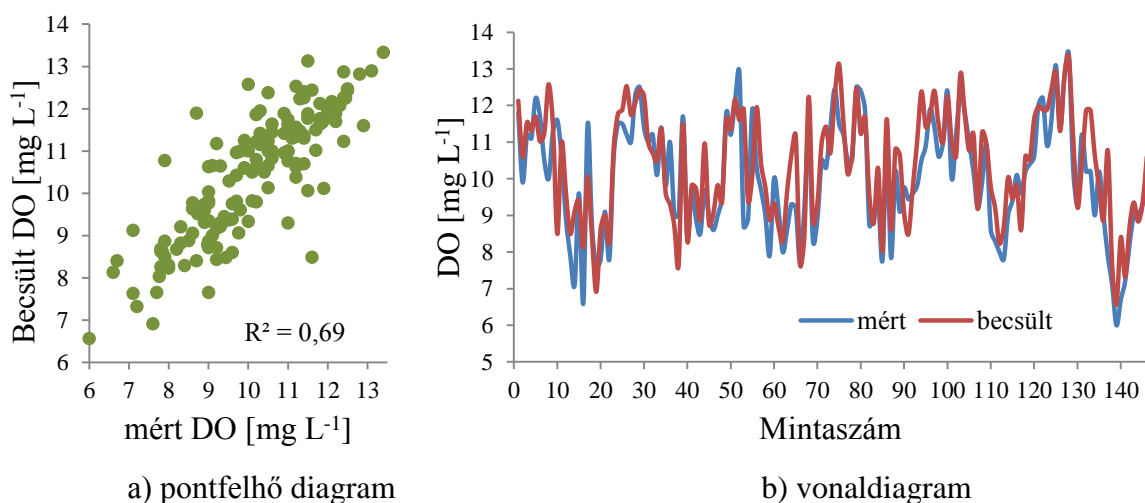 14
13
12
11
10
9
8
7
6
Becsült DO [mg L-1]
R² = 0,69
6 7 8 9 10 11 12 13
mért DO [mg L-1]
a) pontfelhő diagram
14
13
12
11
10
9
8
7
6
5
DO [mg L-1]
mért becsült
0 10 20 30 40 50 60 70 80 90 100 110 120 130 140
Mintaszám
b) vonaldiagram